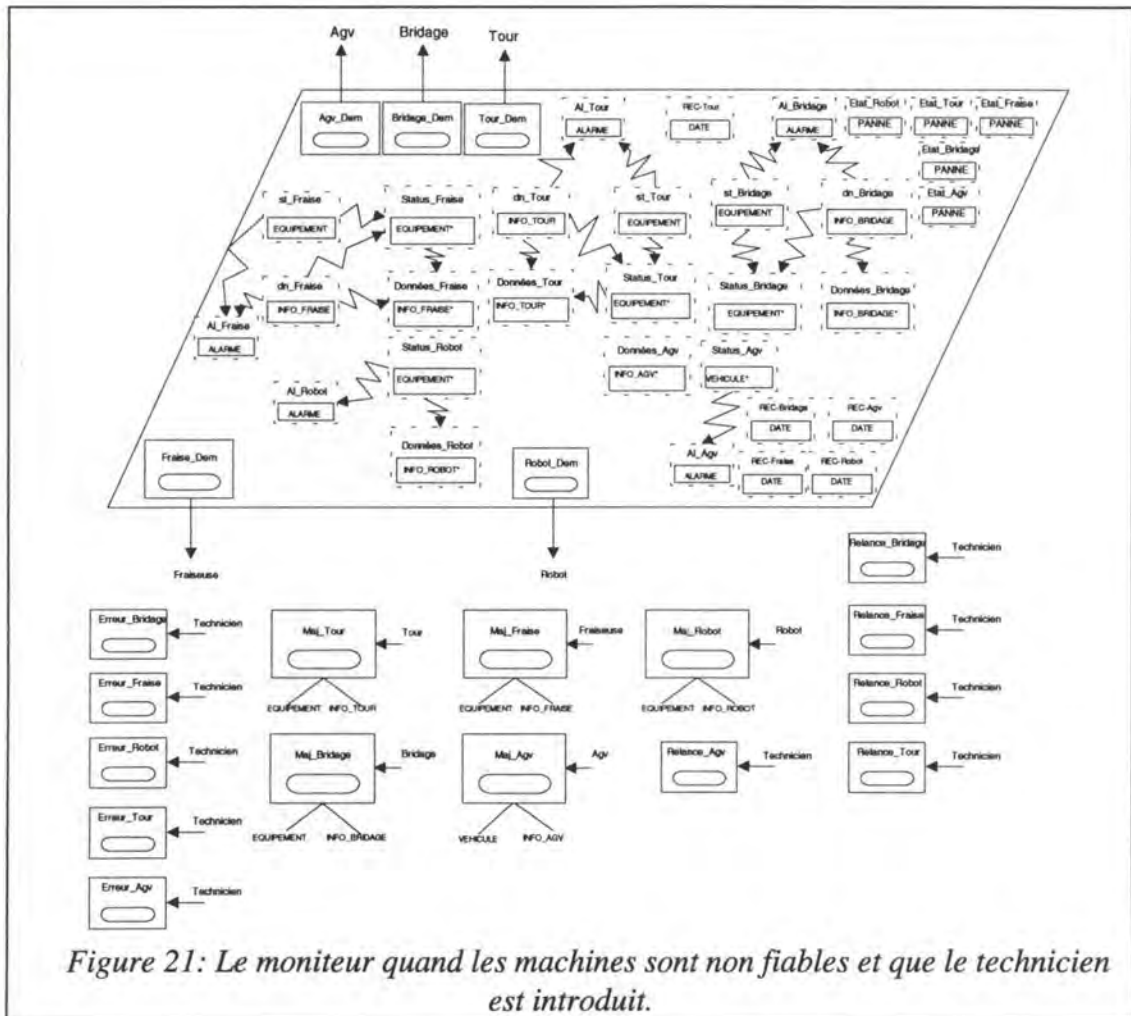 Agv Bridage Tour
Agv_Dem Bridage_Dem Tour_Dem
Al_Tour
ALARME
REC-Tour
DATE
Al_Bridage
ALARME
Etat_Robot Etat_Tour Etat_Fraise
PANNE PANNE PANNE
Etat_Bridage
PANNE
Etat_Agv
PANNE
st_Fraise Status_Fraise dn_Tour st_Tour st_Bridage dn_Bridage
EQUIPEMENT EQUIPEMENT* INFO_TOUR EQUIPEMENT EQUIPEMENT INFO_BRIDAGE
dn_Fraise Données_Fraise Données_Tour Status_Tour Status_Bridage Données_Bridage
INFO_FRAISE INFO_FRAISE* INFO_TOUR* EQUIPEMENT* EQUIPEMENT* INFO_BRIDAGE*
Al_Fraise
ALARME
Status_Robot Données_Agv Status_Agv
EQUIPEMENT* INFO_AGV* VEHICULE*
Al_Robot
ALARME
REC-Bridage REC-Agv
DATE DATE
Données_Robot
INFO_ROBOT*
Al_Agv
ALARME
REC-Fraise REC-Robot
DATE DATE
Fraise_Dem Robot_Dem
Fraiseuse Robot
Relance_Bridage Technicien
Erreur_Bridage Technicien
Maj_Tour Tour
EQUIPEMENT INFO_TOUR
Maj_Fraise Fraiseuse
EQUIPEMENT INFO_FRAISE
Maj_Robot Robot
EQUIPEMENT INFO_ROBOT
Relance_Fraise Technicien
Erreur_Fraise Technicien
Relance_Robot Technicien
Erreur_Robot Technicien
Maj_Bridage Bridage
EQUIPEMENT INFO_BRIDAGE
Maj_Agv Agv
VEHICULE INFO_AGV
Relance_Agv Technicien
Relance_Tour Technicien
Erreur_Tour Technicien
Erreur_Agv Technicien
Figure 21: Le moniteur quand les machines sont non fiables et que le technicien
est introduit.